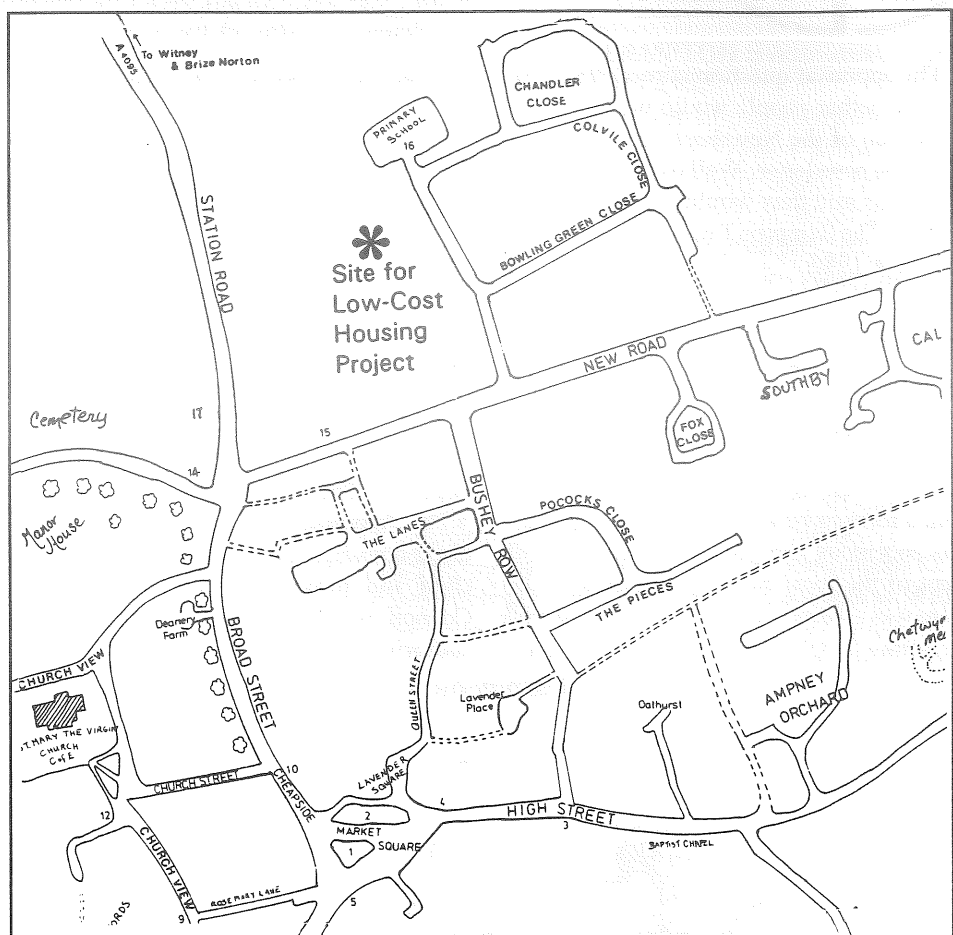 A 4095
To Witney
& Brize Norton
CHANDLER
CLOSE
PRIMARY
SCHOOL
16
COLVILE CLOSE
STATION ROAD
BOWLING GREEN CLOSE
*
Site for
Low-Cost
Housing
Project
NEW ROAD
CAL
SOUTHBY
Cemetery
17
15
FOX
CLOSE
14
Manor
House
BUSHEY ROW
POCOCKS CLOSE
THE LANES
THE PIECES
Deanery
Farm
BROAD STREET
CHURCH VIEW
QUEEN STREET
Lavender
Place
Oathurst
AMPNEY
ORCHARD
ST. MARY THE VIRGIN
CHURCH
C of E
CHURCH STREET
10
CHEAPSIDE
LAVENDER
SQUARE
4
HIGH STREET
12
2
MARKET
SQUARE
1
3
BAPTIST CHAPEL
CHURCH VIEW
ROSEMARY LANE
5
9
ORDS